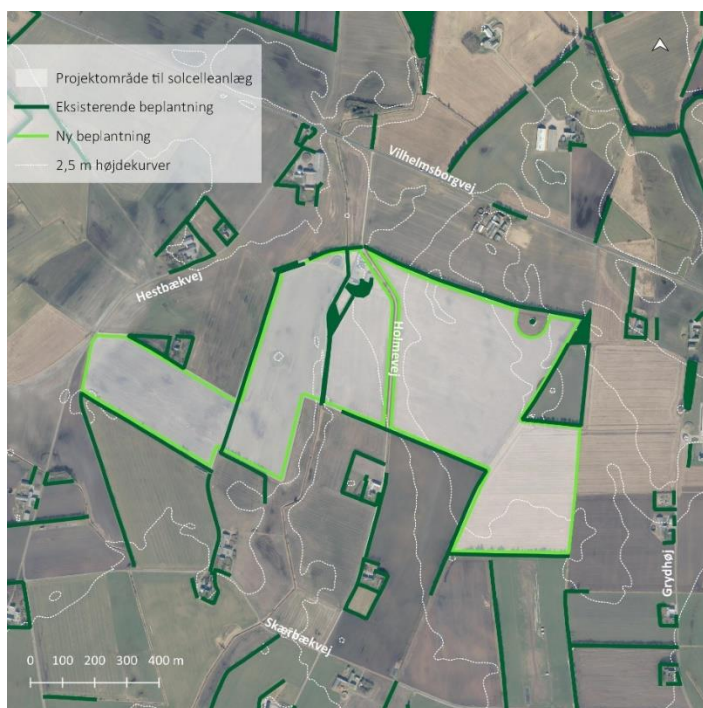 Projektområde til solcelleanlæg
Eksisterende beplantning
Ny beplantning
2,5 m højdekurver
Vilhelmsborgvej
Hestbækvej
Holmevej
Grydhøj
Skærbækvej
0 100 200 300 400 m